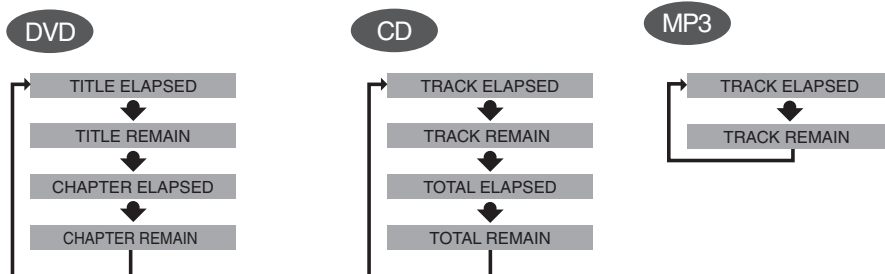 DVD
TITLE ELAPSED
TITLE REMAIN
CHAPTER ELAPSED
CHAPTER REMAIN
CD
TRACK ELAPSED
TRACK REMAIN
TOTAL ELAPSED
TOTAL REMAIN
MP3
TRACK ELAPSED
TRACK REMAIN